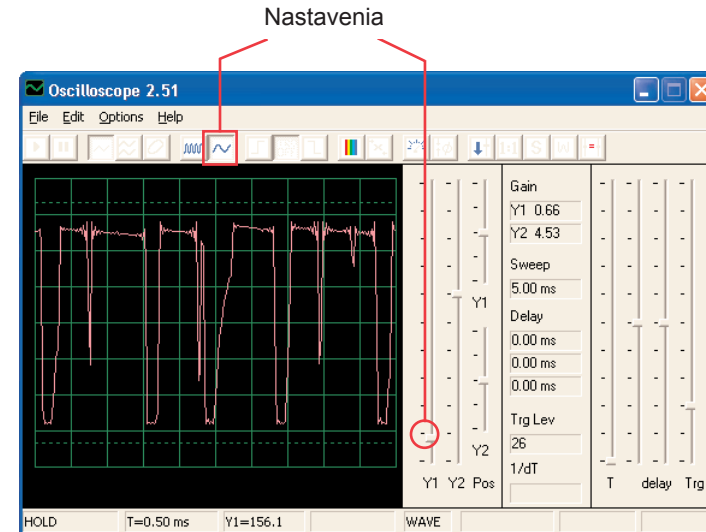 Nastavenia
Oscilloscope 2.51
File Edit Options Help
Gain
Y1 0.66
Y2 4.53
Sweep
5.00 ms
Delay
0.00 ms
0.00 ms
0.00 ms
Trg Lev
26
1/dT
Y1
Y2
Y1 Y2 Pos
T delay Trg
1:1 S W
HOLD T=0.50 ms Y1=156.1 WAVE